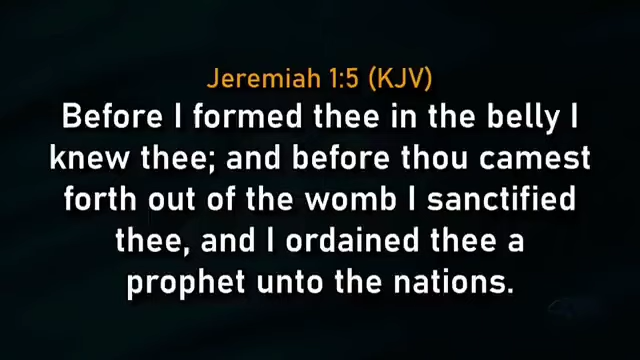 Jeremiah 1:5 (KJV)
Before I formed thee in the belly I
knew thee; and before thou camest
forth out of the womb I sanctified
thee, and I ordained thee a
prophet unto the nations.